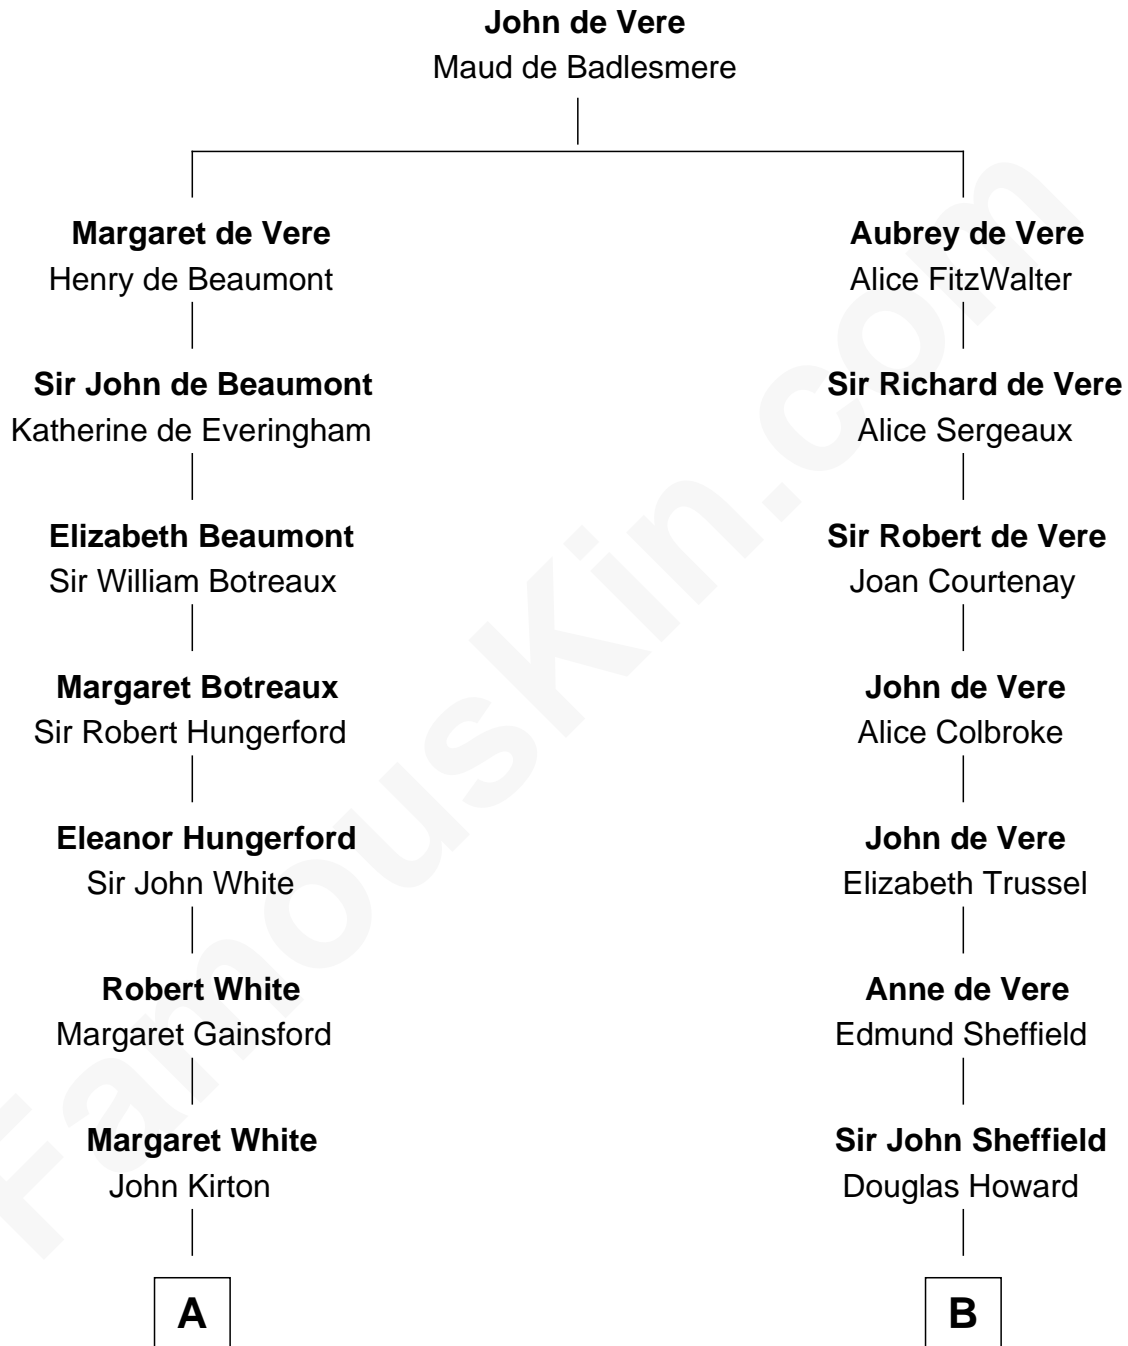 John de Vere
Maud de Badlesmere
Margaret de Vere
Henry de Beaumont
Sir John de Beaumont
Katherine de Everingham
Elizabeth Beaumont
Sir William Botreaux
Margaret Botreaux
Sir Robert Hungerford
Eleanor Hungerford
Sir John White
Robert White
Margaret Gainsford
Margaret White
John Kirton
A
Aubrey de Vere
Alice FitzWalter
Sir Richard de Vere
Alice Sergeaux
Sir Robert de Vere
Joan Courtenay
John de Vere
Alice Colbroke
John de Vere
Elizabeth Trussel
Anne de Vere
Edmund Sheffield
Sir John Sheffield
Douglas Howard
B
FamousKin.com